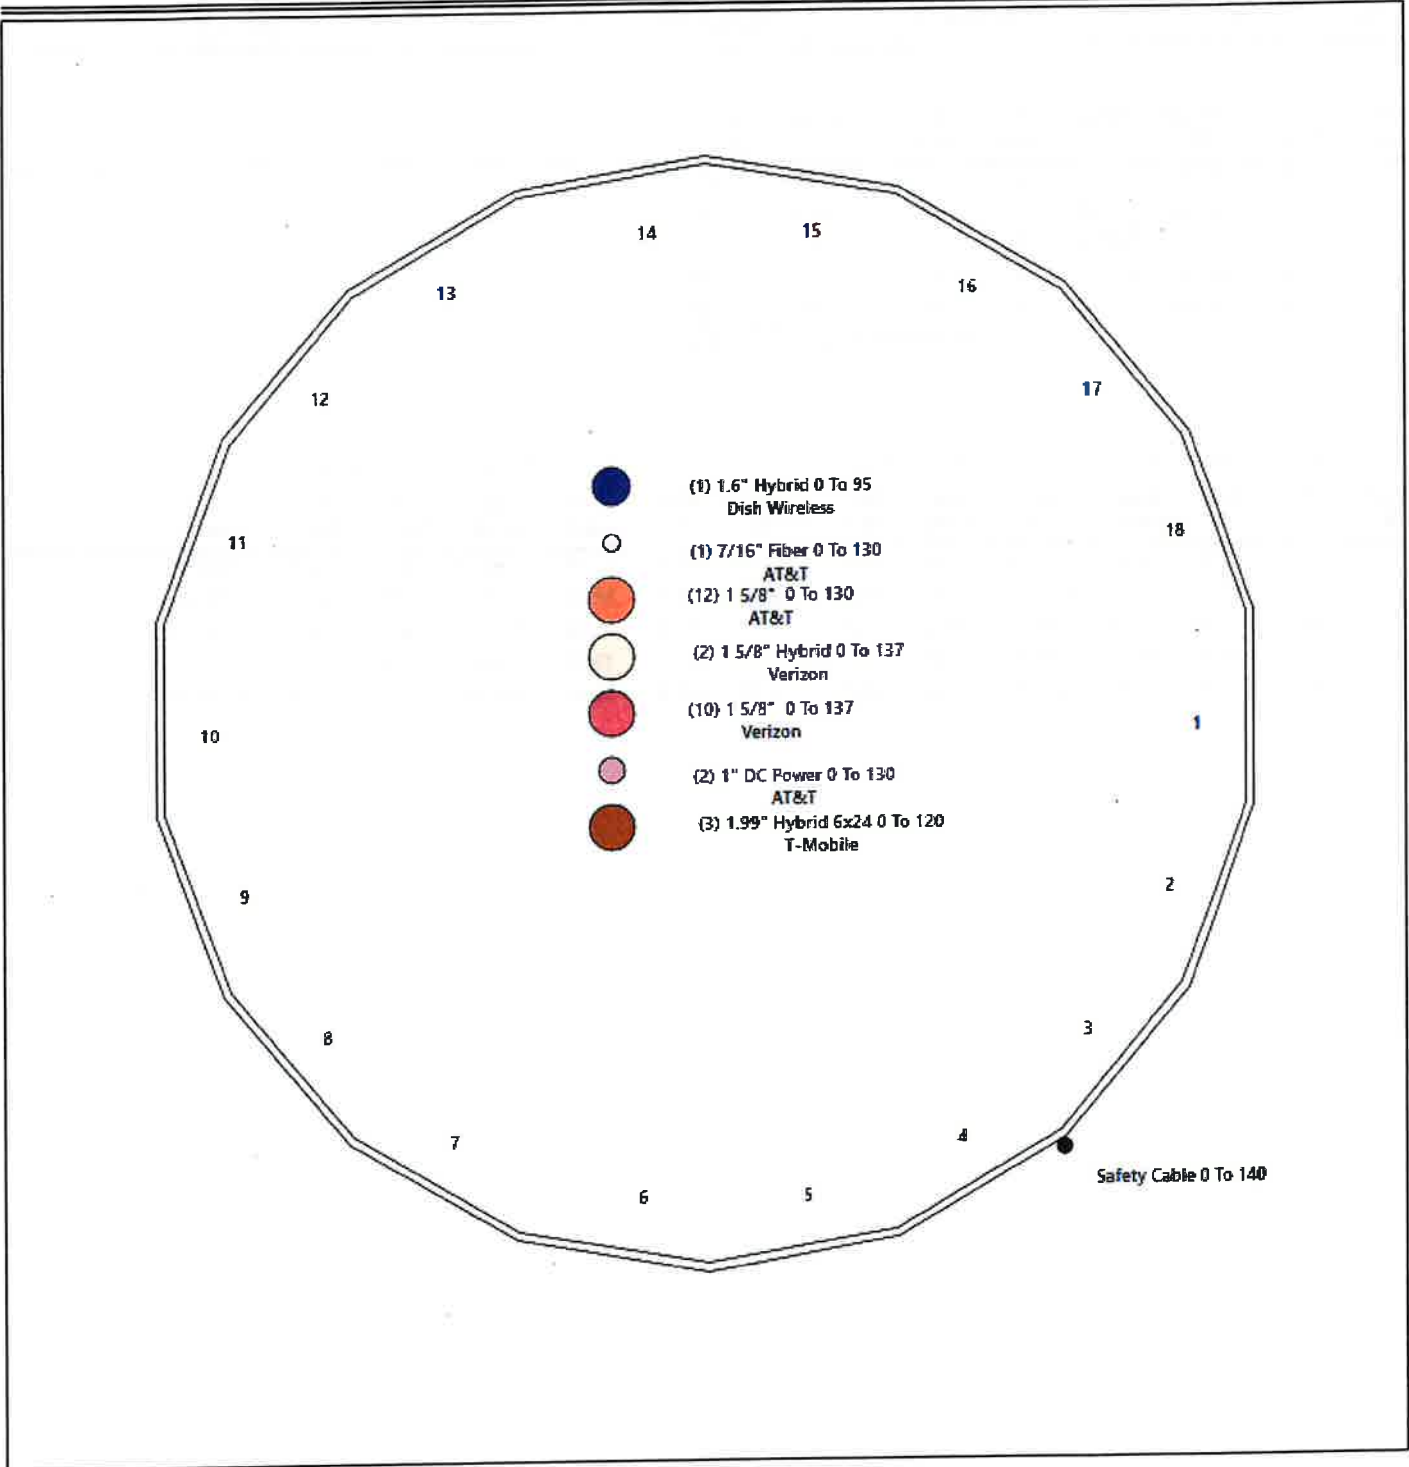 14
15
13
16
12
17
(1) 1.6" Hybrid 0 To 95
Dish Wireless
11
18
(1) 7/16" Fiber 0 To 130
AT&T
(12) 1 5/8" 0 To 130
AT&T
(2) 1 5/8" Hybrid 0 To 137
Verizon
(10) 1 5/8" 0 To 137
Verizon
10
1
(2) 1" DC Power 0 To 130
AT&T
(3) 1.99" Hybrid 6x24 0 To 120
T-Mobile
9
2
8
3
7
4
6
5
Safety Cable 0 To 140